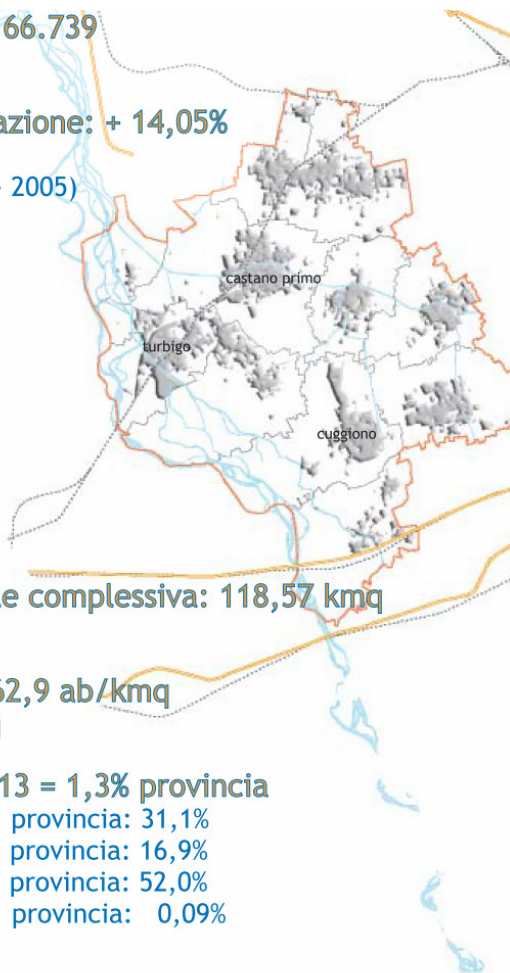 66.739
azione: + 14,05%
2005)
castano primo
turbigo
cuggiono
e complessiva: 118,57 kmq
62,9 ab/kmq
13 = 1,3% provincia
provincia: 31,1%
provincia: 16,9%
provincia: 52,0%
provincia: 0,09%